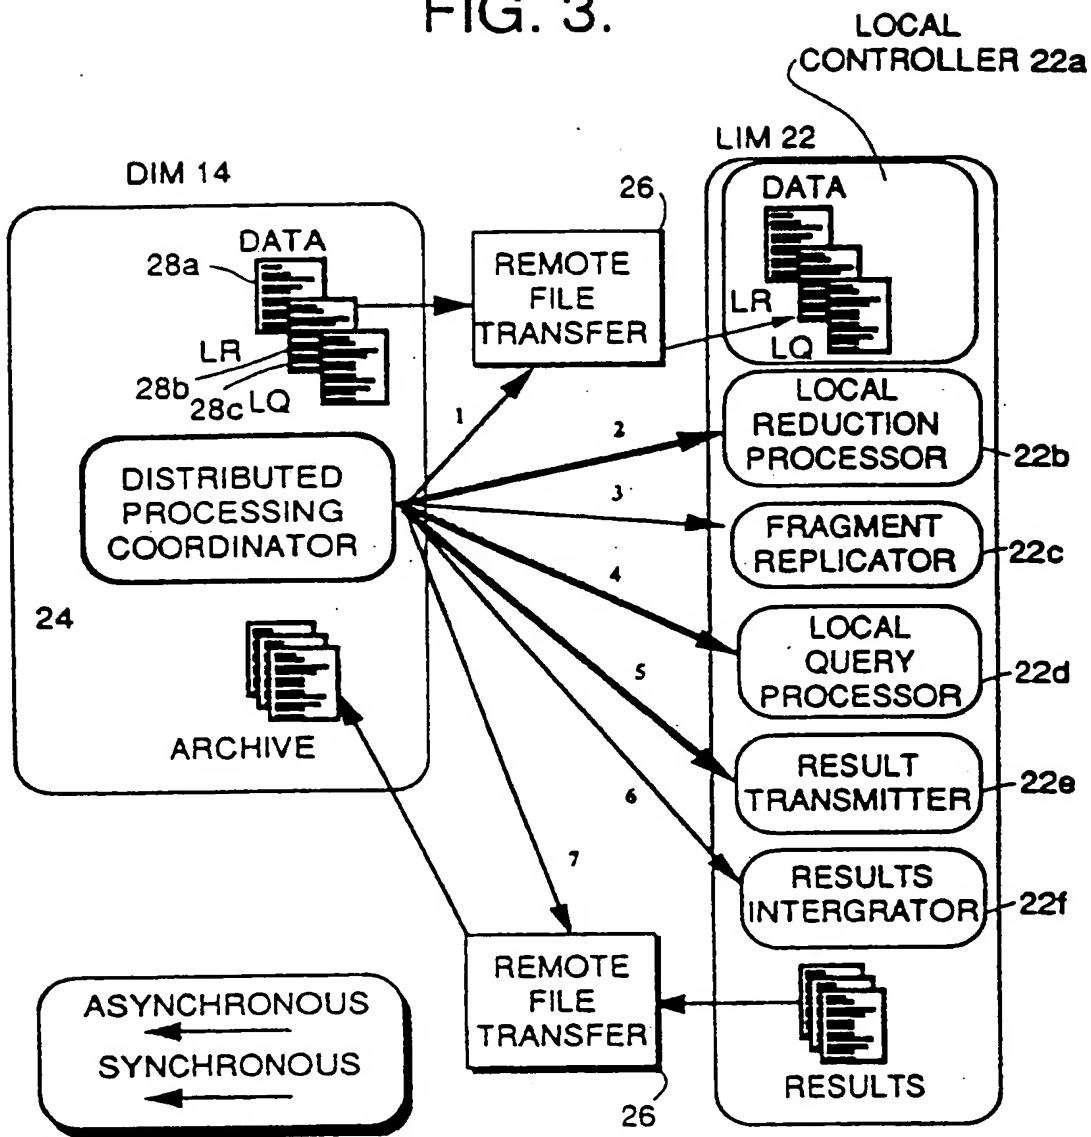 FIG. 3.
LOCAL
CONTROLLER 22a
DIM 14
DATA
28a
LR
28b
28c LQ
DISTRIBUTED
PROCESSING
COORDINATOR
24
ARCHIVE
26
REMOTE
FILE
TRANSFER
1
2
3
4
5
6
7
LIM 22
DATA
LR
LQ
LOCAL
REDUCTION
PROCESSOR
22b
FRAGMENT
REPLICATOR
22c
LOCAL
QUERY
PROCESSOR
22d
RESULT
TRANSMITTER
22e
RESULTS
INTERGRATOR
22f
RESULTS
REMOTE
FILE
TRANSFER
26
ASYNCHRONOUS
SYNCHRONOUS